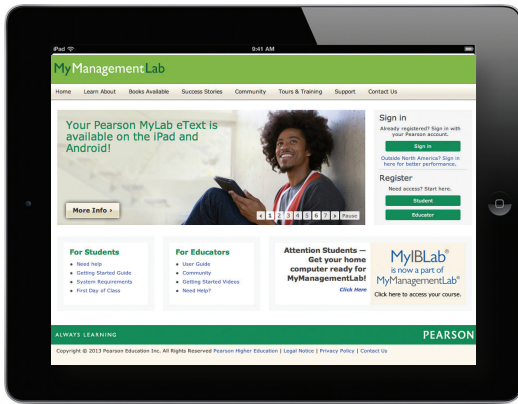 iPad 9:41 AM
MyManagementLab
Home Learn About Books Available Success Stories Community Tours & Training Support Contact Us
Your Pearson MyLab eText is
available on the iPad and
Android!
More Info ›
1 2 3 4 5 6 7 Pause
Sign in
Already registered? Sign in with
your Pearson account.
Sign in
Outside North America? Sign in
here for better performance.
Register
Need access? Start here.
Student
Educator
For Students
• Need help
• Getting Started Guide
• System Requirements
• First Day of Class
For Educators
• User Guide
• Community
• Getting Started Videos
• Need Help?
Attention Students —
Get your home
computer ready for
MyManagementLab!
Click Here
MyIBLab®
is now a part of
MyManagementLab®
Click here to access your course.
ALWAYS LEARNING PEARSON
Copyright © 2013 Pearson Education Inc. All Rights Reserved Pearson Higher Education | Legal Notice | Privacy Policy | Contact Us